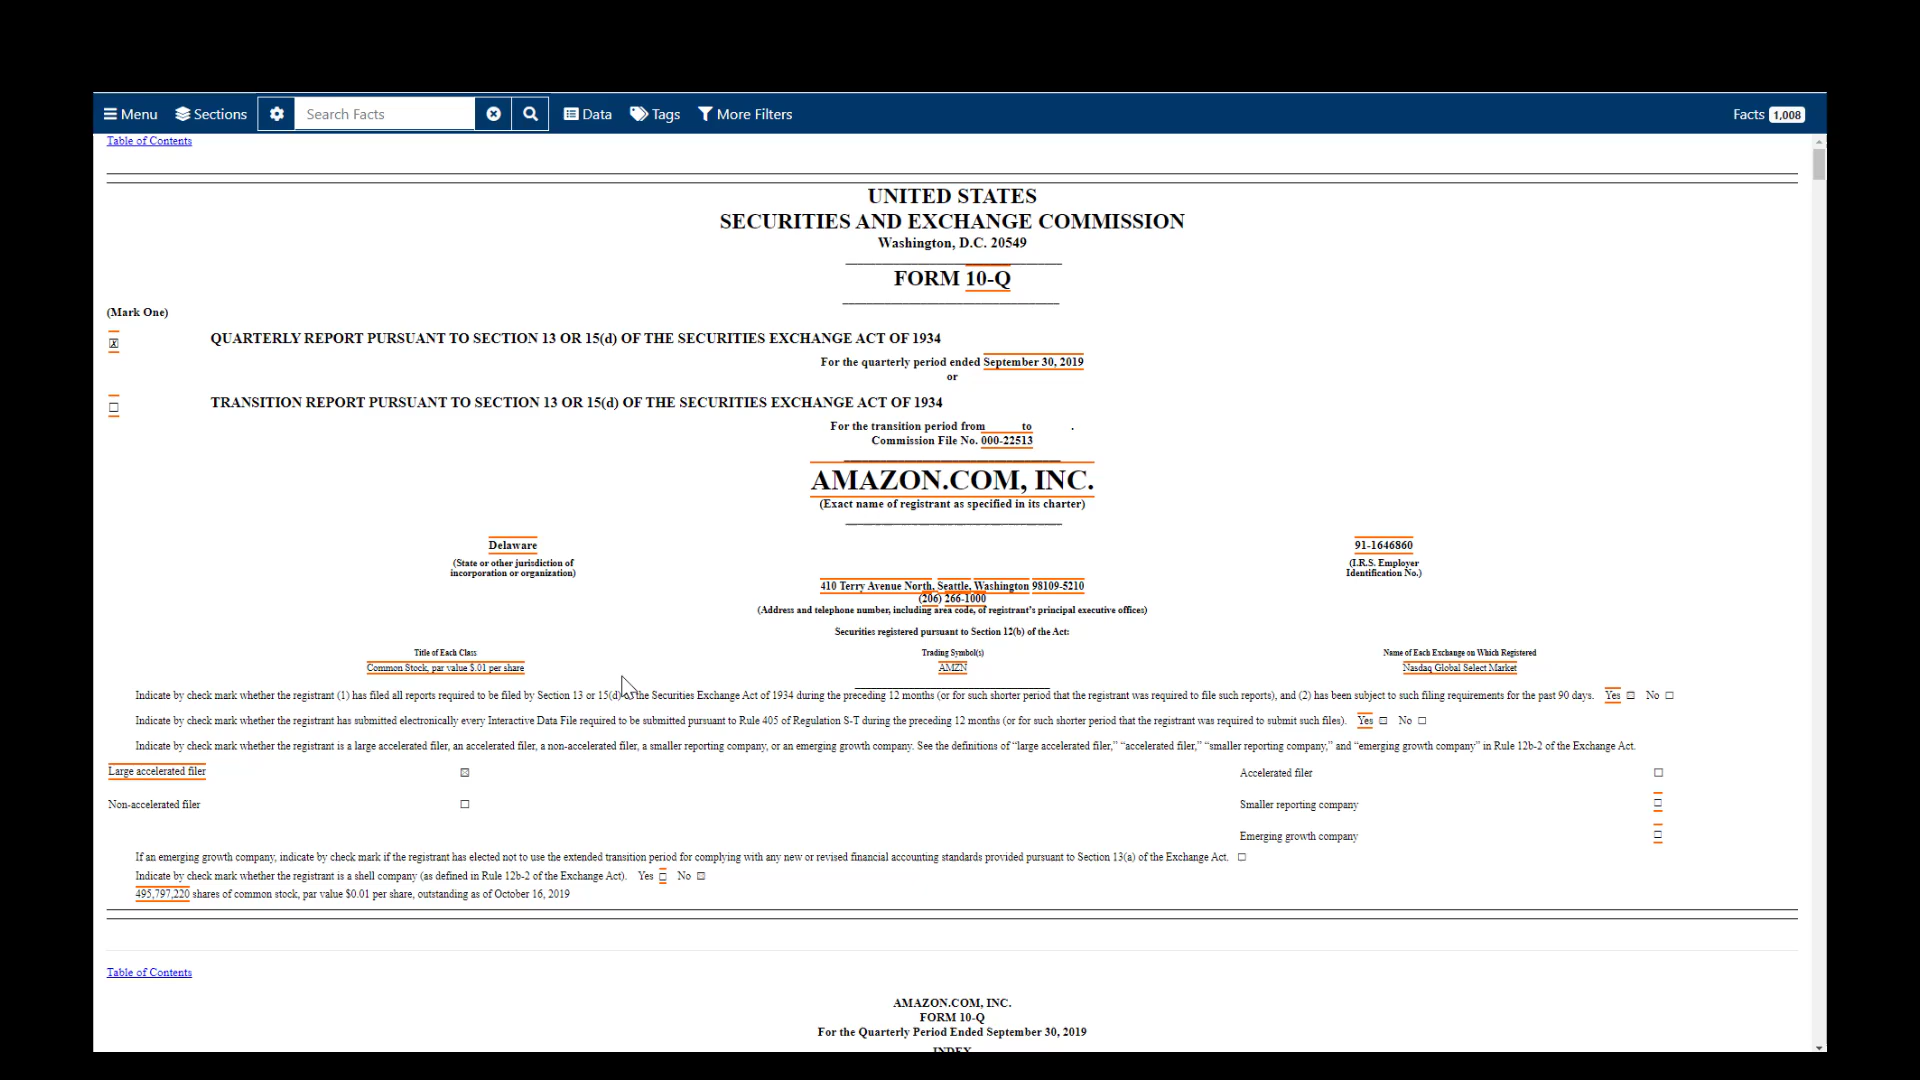 Menu Sections Search Facts Data Tags More Filters Facts 1,008
Table of Contents
UNITED STATES
SECURITIES AND EXCHANGE COMMISSION
Washington, D.C. 20549
FORM 10-Q
(Mark One)
☒ QUARTERLY REPORT PURSUANT TO SECTION 13 OR 15(d) OF THE SECURITIES EXCHANGE ACT OF 1934
For the quarterly period ended September 30, 2019
or
☐ TRANSITION REPORT PURSUANT TO SECTION 13 OR 15(d) OF THE SECURITIES EXCHANGE ACT OF 1934
For the transition period from to .
Commission File No. 000-22513
AMAZON.COM, INC.
(Exact name of registrant as specified in its charter)
Delaware 91-1646860
(State or other jurisdiction of (I.R.S. Employer
incorporation or organization) Identification No.)
410 Terry Avenue North, Seattle, Washington 98109-5210
(206) 266-1000
(Address and telephone number, including area code, of registrant's principal executive offices)
Securities registered pursuant to Section 12(b) of the Act:
Title of Each Class Trading Symbol(s) Name of Each Exchange on Which Registered
Common Stock, par value $.01 per share AMZN Nasdaq Global Select Market
Indicate by check mark whether the registrant (1) has filed all reports required to be filed by Section 13 or 15(d) of the Securities Exchange Act of 1934 during the preceding 12 months (or for such shorter period that the registrant was required to file such reports), and (2) has been subject to such filing requirements for the past 90 days. Yes ☒ No ☐
Indicate by check mark whether the registrant has submitted electronically every Interactive Data File required to be submitted pursuant to Rule 405 of Regulation S-T during the preceding 12 months (or for such shorter period that the registrant was required to submit such files). Yes ☒ No ☐
Indicate by check mark whether the registrant is a large accelerated filer, an accelerated filer, a non-accelerated filer, a smaller reporting company, or an emerging growth company. See the definitions of “large accelerated filer,” “accelerated filer,” “smaller reporting company,” and “emerging growth company” in Rule 12b-2 of the Exchange Act.
Large accelerated filer ☒ Accelerated filer ☐
Non-accelerated filer ☐ Smaller reporting company ☐
Emerging growth company ☐
If an emerging growth company, indicate by check mark if the registrant has elected not to use the extended transition period for complying with any new or revised financial accounting standards provided pursuant to Section 13(a) of the Exchange Act. ☐
Indicate by check mark whether the registrant is a shell company (as defined in Rule 12b-2 of the Exchange Act). Yes ☐ No ☒
495,797,220 shares of common stock, par value $0.01 per share, outstanding as of October 16, 2019
Table of Contents
AMAZON.COM, INC.
FORM 10-Q
For the Quarterly Period Ended September 30, 2019
INDEX